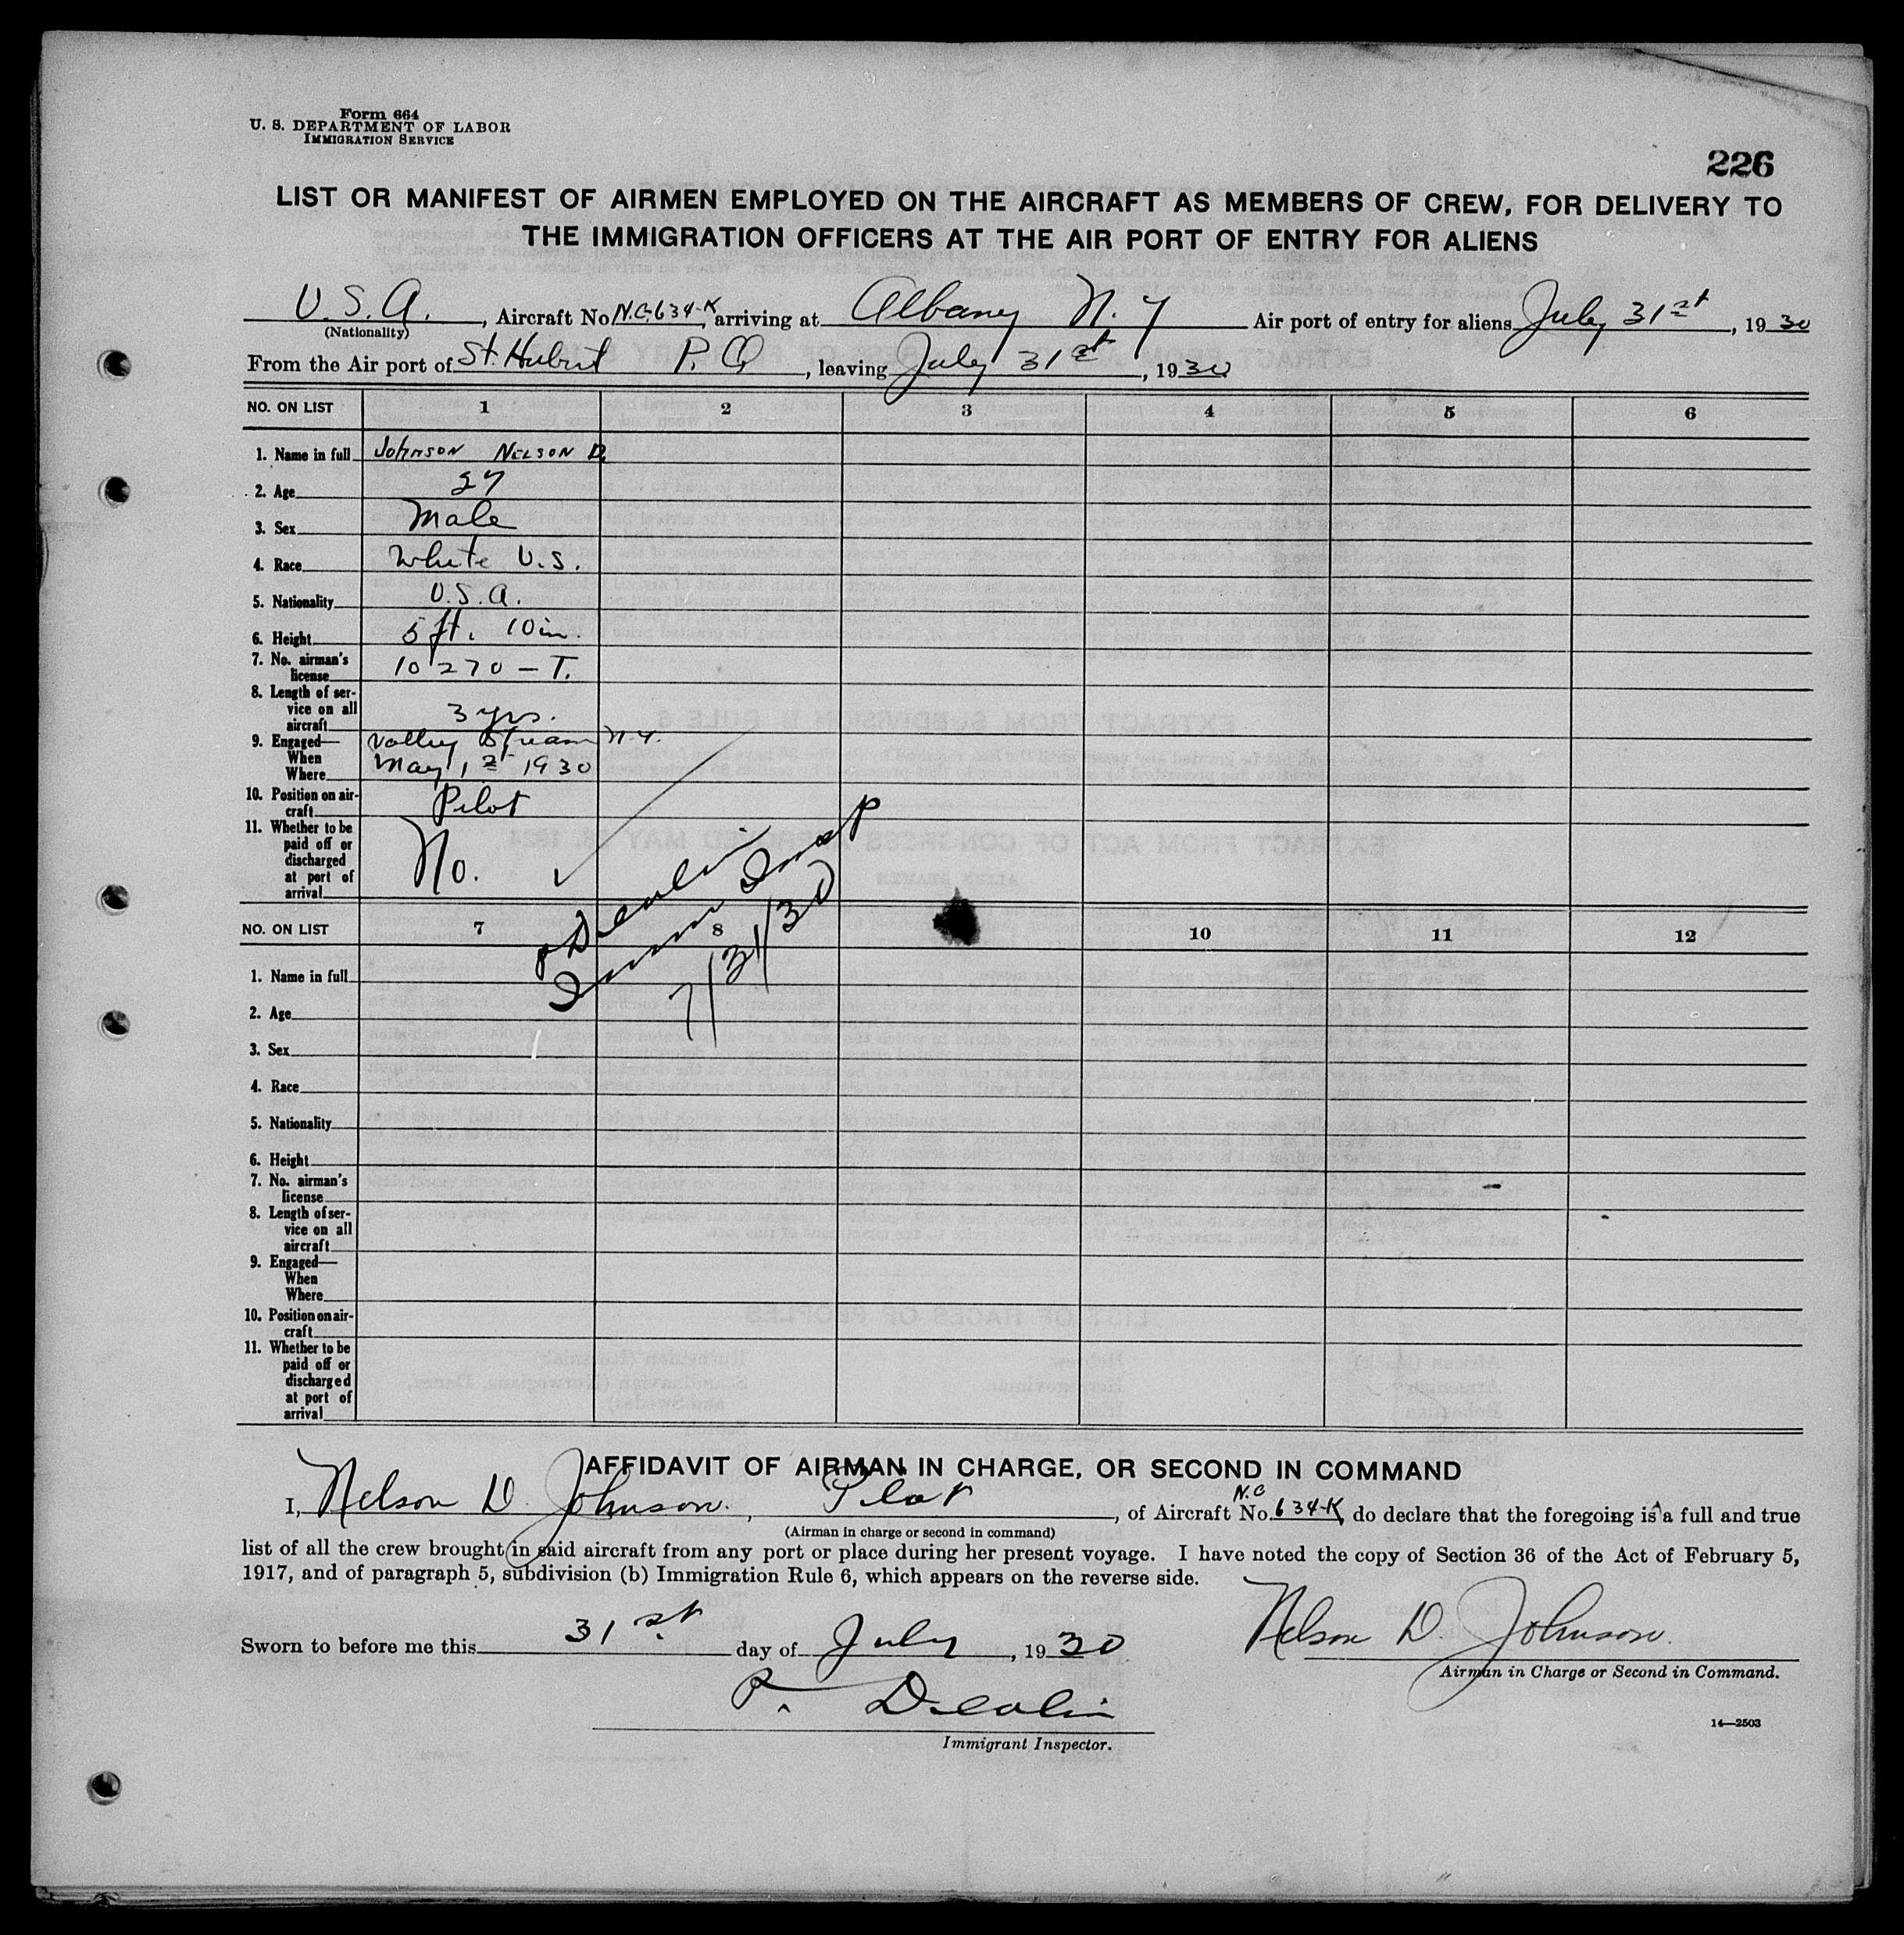 Form 664
U. S. DEPARTMENT OF LABOR
IMMIGRATION SERVICE
226
LIST OR MANIFEST OF AIRMEN EMPLOYED ON THE AIRCRAFT AS MEMBERS OF CREW, FOR DELIVERY TO
THE IMMIGRATION OFFICERS AT THE AIR PORT OF ENTRY FOR ALIENS
U.S.A., Aircraft No. N.C. 634-K, arriving at Albany N.Y Air port of entry for aliens July 31st, 1930
(Nationality)
From the Air port of St. Hubert P.Q, leaving July 31st, 1930
NO. ON LIST 1 2 3 4 5 6
1. Name in full Johnson Nelson D.
2. Age 27
3. Sex Male
4. Race White U.S.
5. Nationality U.S.A.
6. Height 5 ft. 10 in.
7. No. airman's
license 10270-T.
8. Length of ser-
vice on all
aircraft 3 yrs.
9. Engaged— Valley Stream N.Y.
When May 1st 1930
Where
10. Position on air-
craft Pilot
11. Whether to be
paid off or
discharged
at port of
arrival No.
Immn Insp
7/31/30
NO. ON LIST 7 8 10 11 12
1. Name in full
2. Age
3. Sex
4. Race
5. Nationality
6. Height
7. No. airman's
license
8. Length of ser-
vice on all
aircraft
9. Engaged—
When
Where
10. Position on air-
craft
11. Whether to be
paid off or
discharged
at port of
arrival
AFFIDAVIT OF AIRMAN IN CHARGE, OR SECOND IN COMMAND
I, Nelson D. Johnson., Pilot, of Aircraft No. N.C 634-K, do declare that the foregoing is a full and true
(Airman in charge or second in command)
list of all the crew brought in said aircraft from any port or place during her present voyage. I have noted the copy of Section 36 of the Act of February 5,
1917, and of paragraph 5, subdivision (b) Immigration Rule 6, which appears on the reverse side.
Sworn to before me this 31st day of July, 1930
Nelson D. Johnson.
Airman in Charge or Second in Command.
Immigrant Inspector.
14—2503